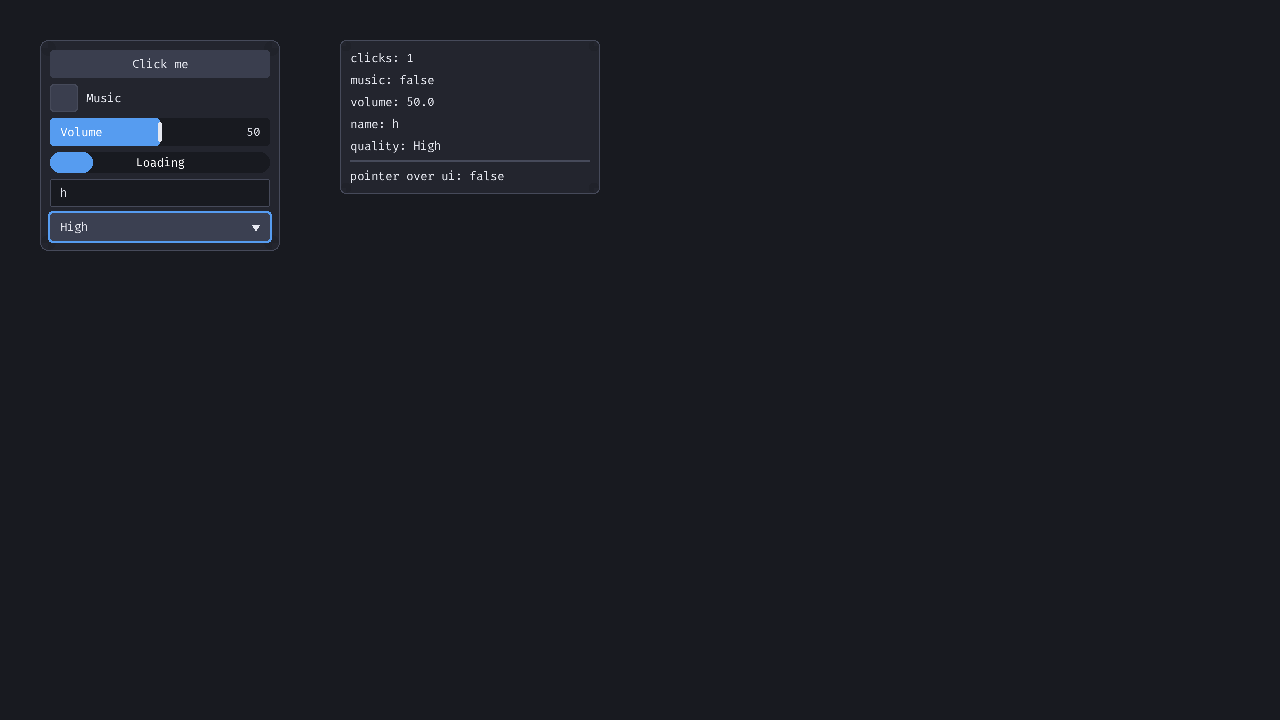 Click me
Music
Volume 50
Loading
h
High
clicks: 1
music: false
volume: 50.0
name: h
quality: High
pointer over ui: false